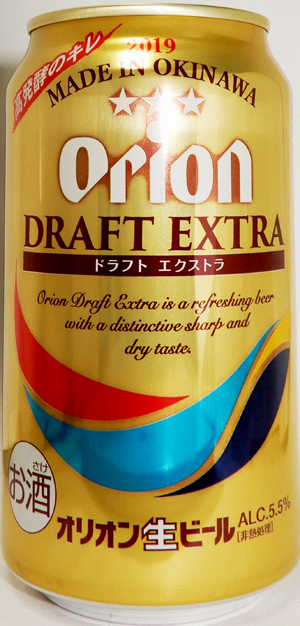 高発酵のキレ
2019
MADE IN OKINAWA
Orion
DRAFT EXTRA
ドラフト エクストラ
Orion Draft Extra is a refreshing beer
with a distinctive sharp and
dry taste.
さけ
お酒
オリオン生ビール
ALC.5.5%
[非熱処理]